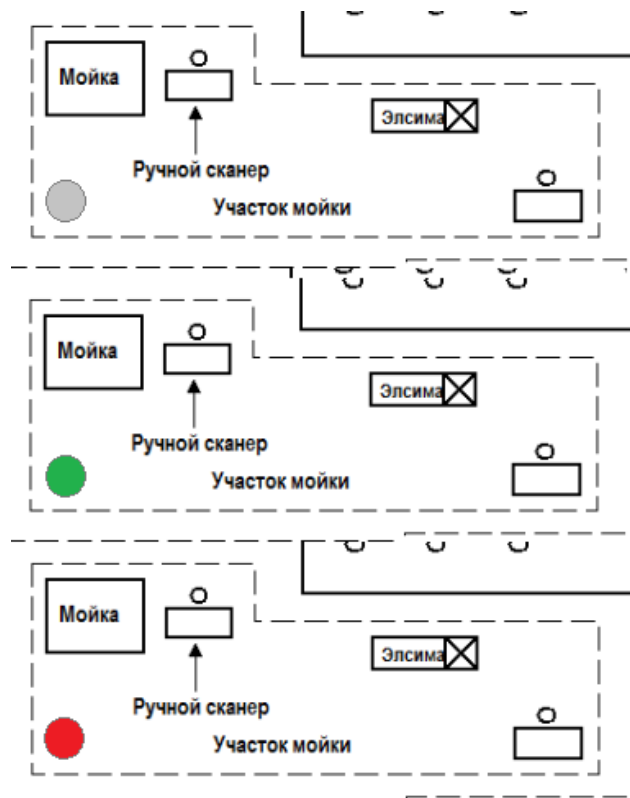 Мойка
Элсима
Ручной сканер
Участок мойки
Мойка
Элсима
Ручной сканер
Участок мойки
Мойка
Элсима
Ручной сканер
Участок мойки